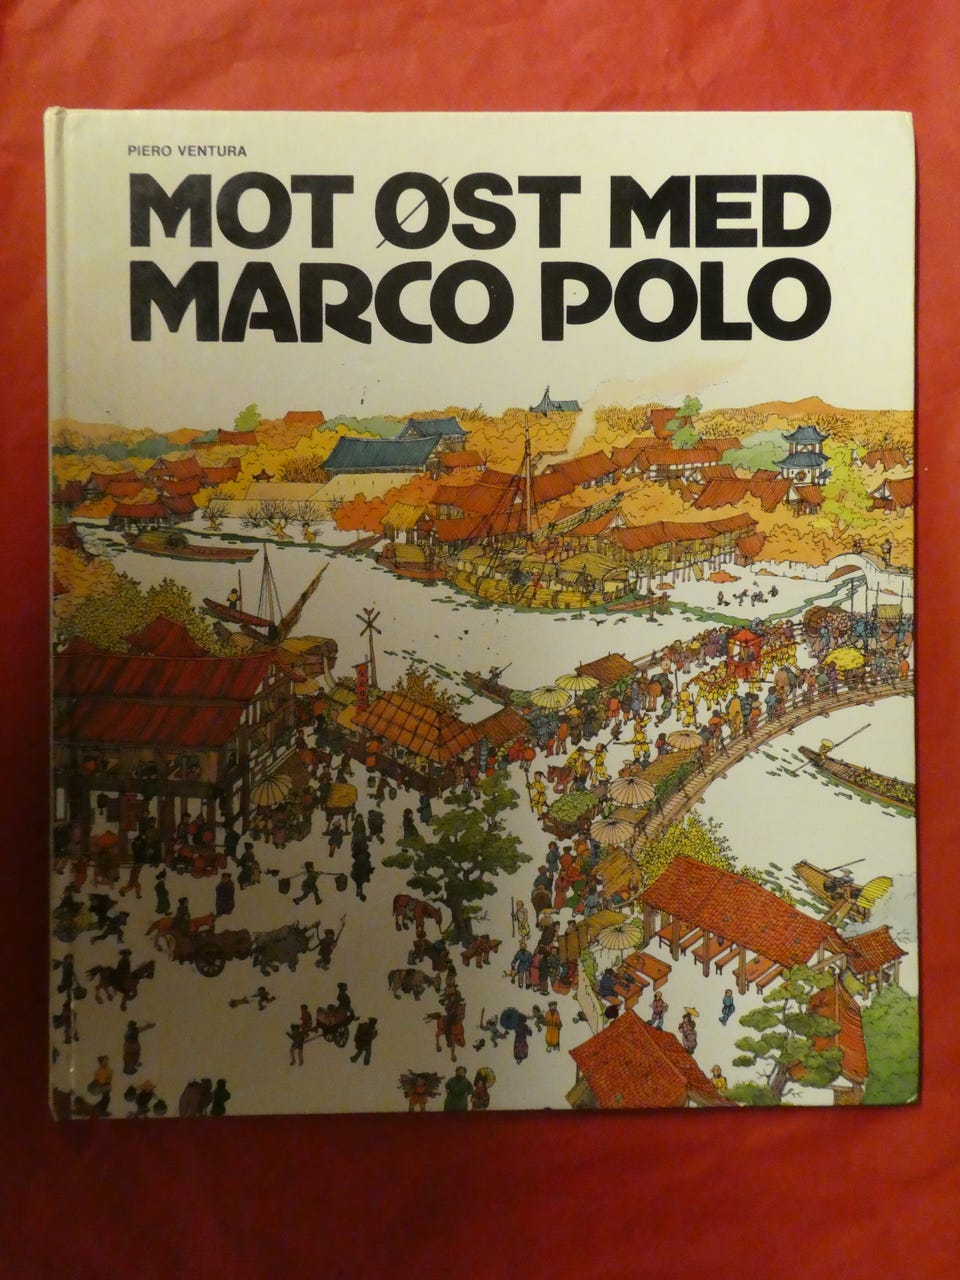 PIERO VENTURA
MOT ØST MED
MARCO POLO